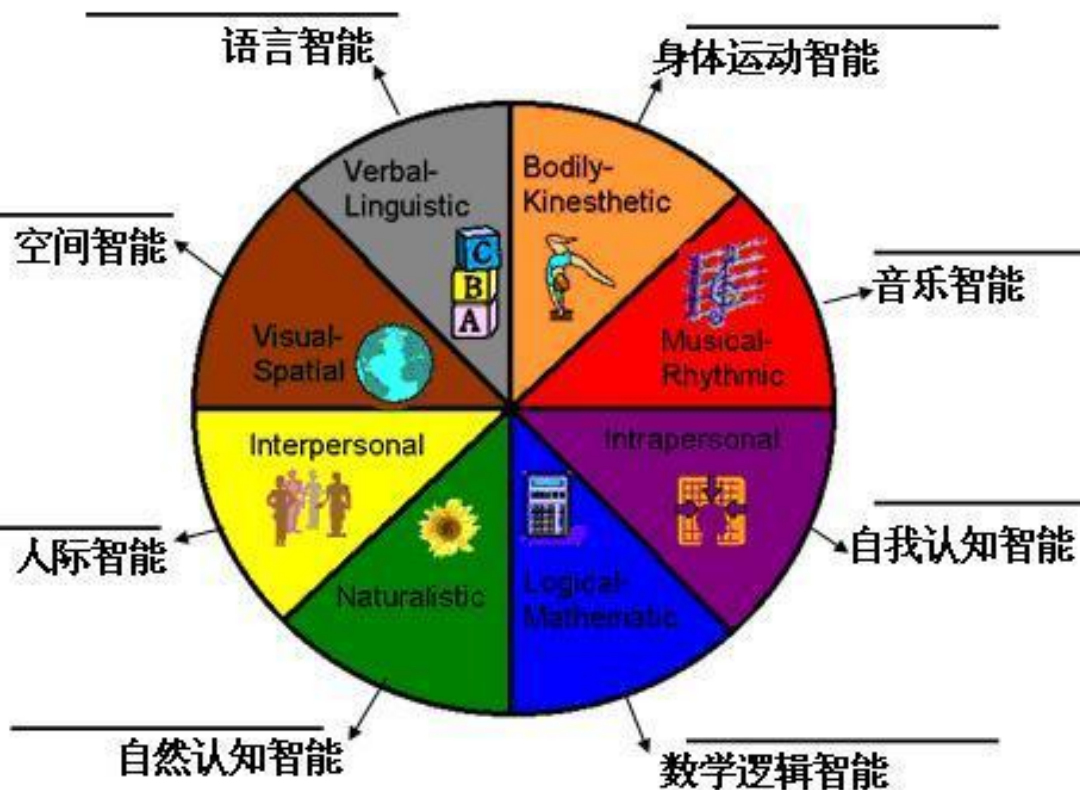 语言智能
身体运动智能
Verbal-
Linguistic
Bodily-
Kinesthetic
空间智能
音乐智能
C
B
A
Visual-
Spatial
Musical-
Rhythmic
Interpersonal
Intrapersonal
人际智能
自我认知智能
Naturalistic
Logical-
Mathematic
自然认知智能
数学逻辑智能